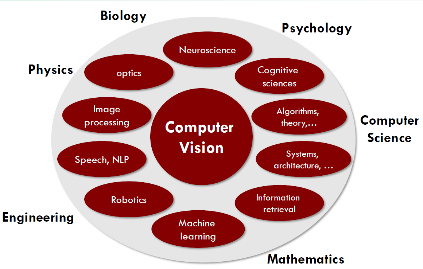 Biology
Psychology
Neuroscience
Physics
optics
Cognitive
sciences
Image
processing
Computer
Vision
Algorithms,
theory,...
Computer
Science
Speech, NLP
Systems,
architecture, ...
Robotics
Information
retrieval
Engineering
Machine
learning
Mathematics